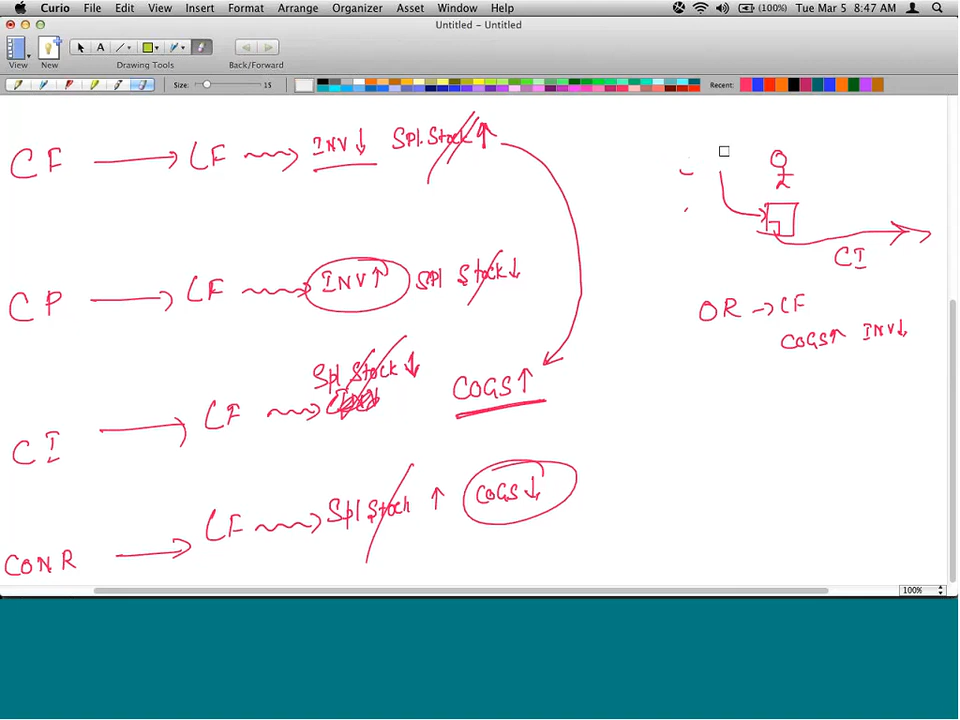 Curio File Edit View Insert Format Arrange Organizer Asset Window Help (100%) Tue Mar 5 8:47 AM
Untitled - Untitled
View New Drawing Tools Back/Forward
Size: 15 Recent:
CF → LF → INV↓ Spl. Stock ↑
CP → LF → INV↑ Spl Stock↓
Spl. Stock ↓
CI → LF → COGS↑
CONR → LF → Spl Stock ↑ COGS↓
CI
OR → LF
COGS↑ INV↓
100%